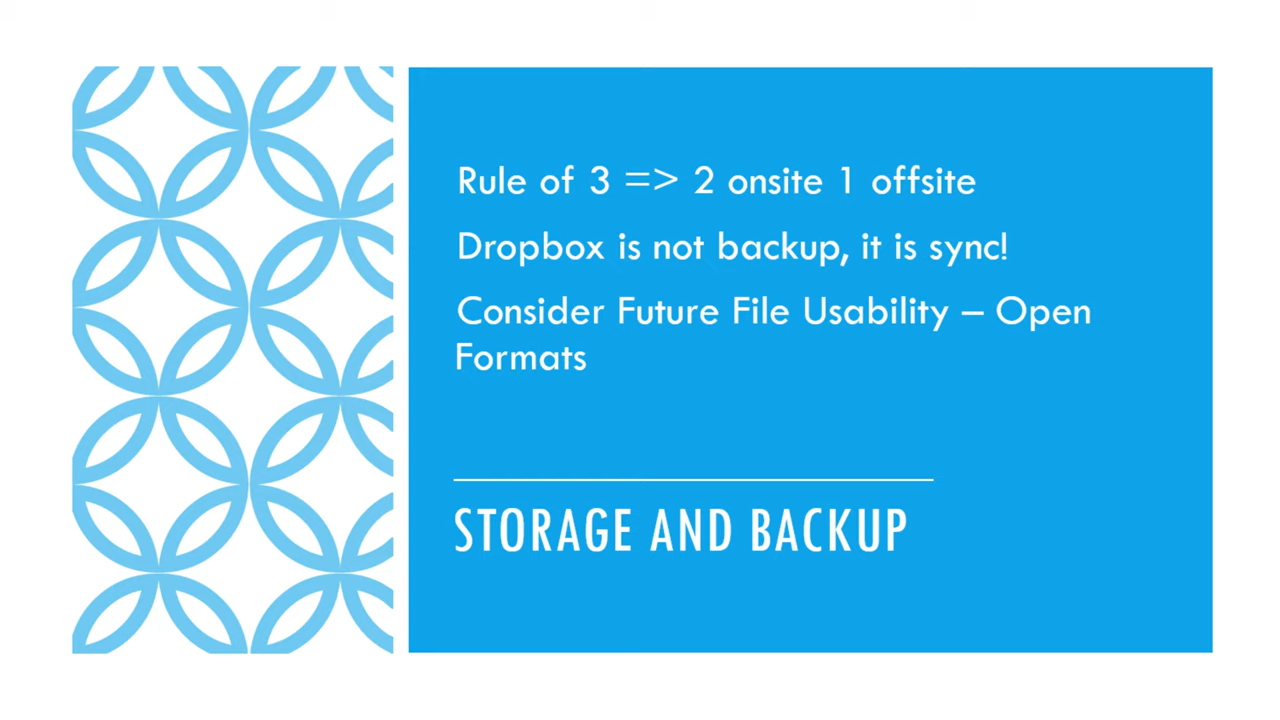 Rule of 3 => 2 onsite 1 offsite
Dropbox is not backup, it is sync!
Consider Future File Usability – Open
Formats
STORAGE AND BACKUP